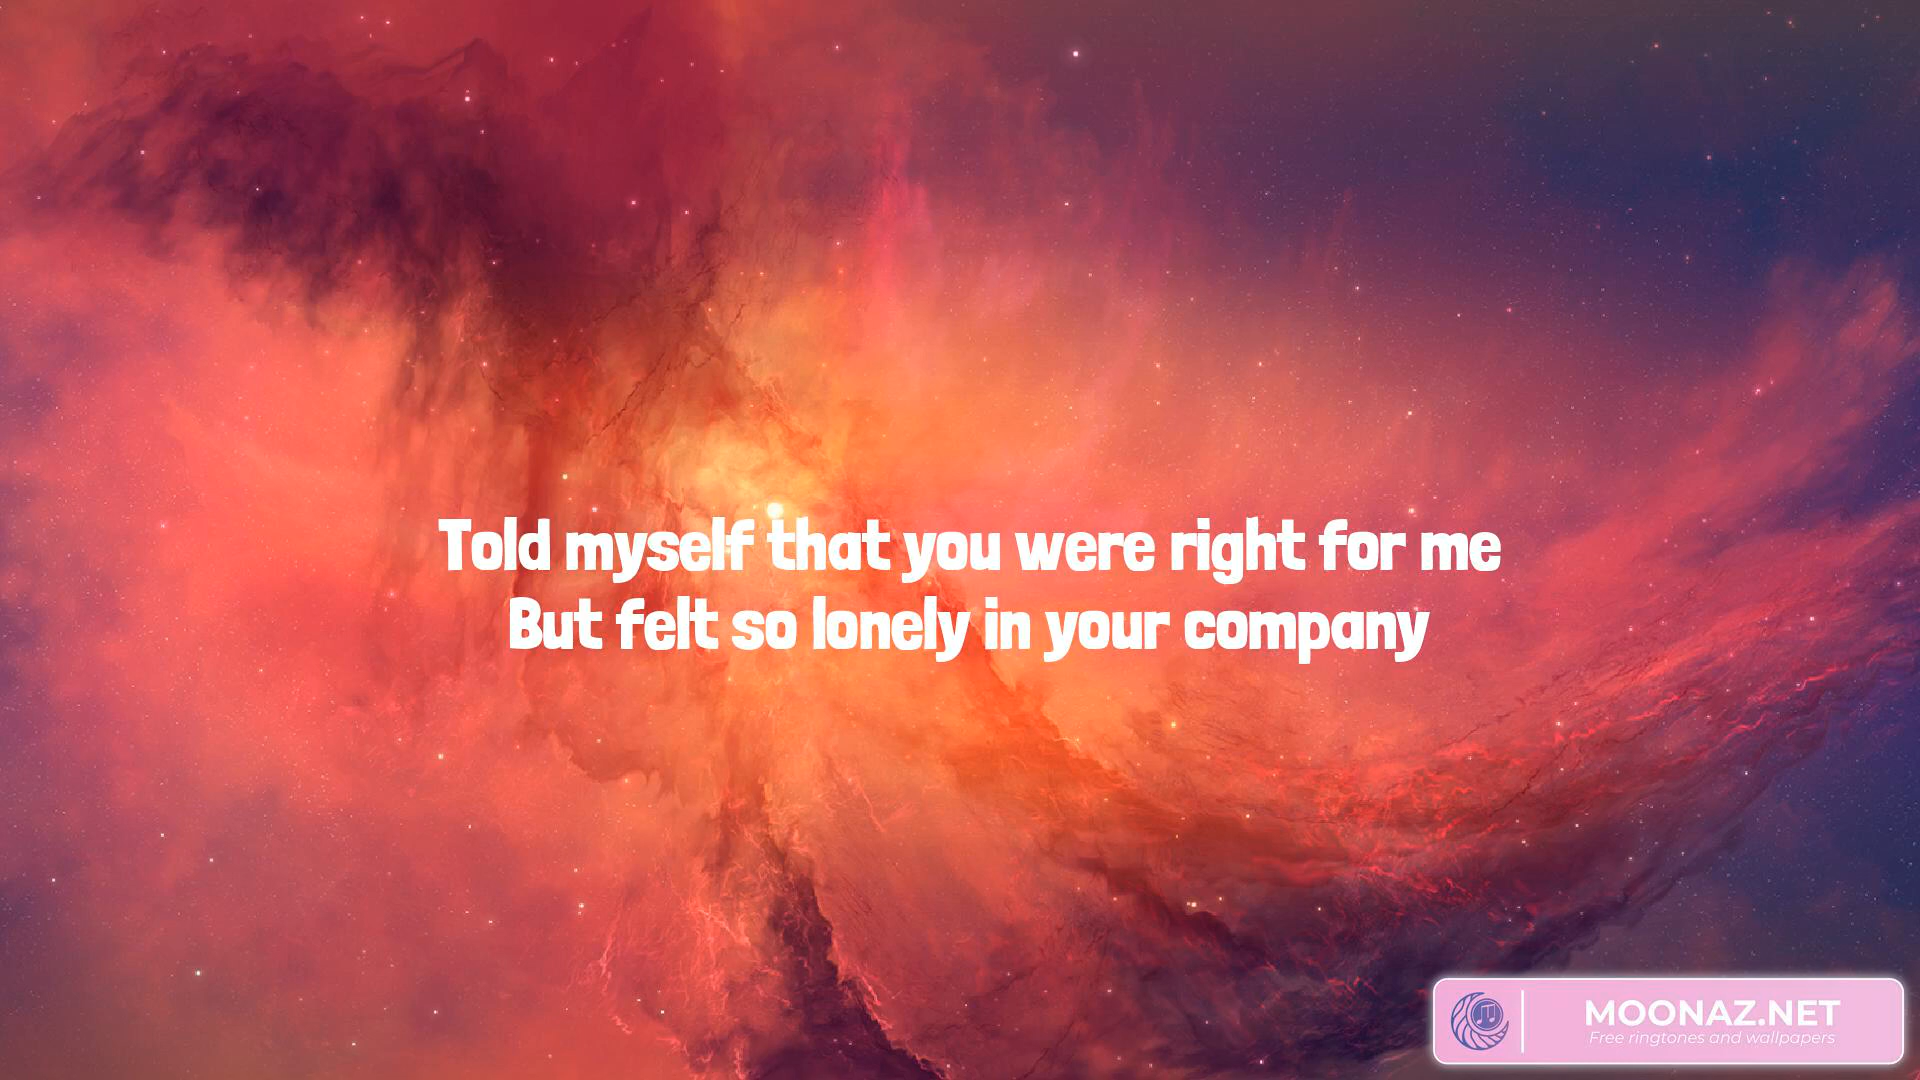 Told myself that you were right for me
But felt so lonely in your company
MOONAZ.NET
Free ringtones and wallpapers